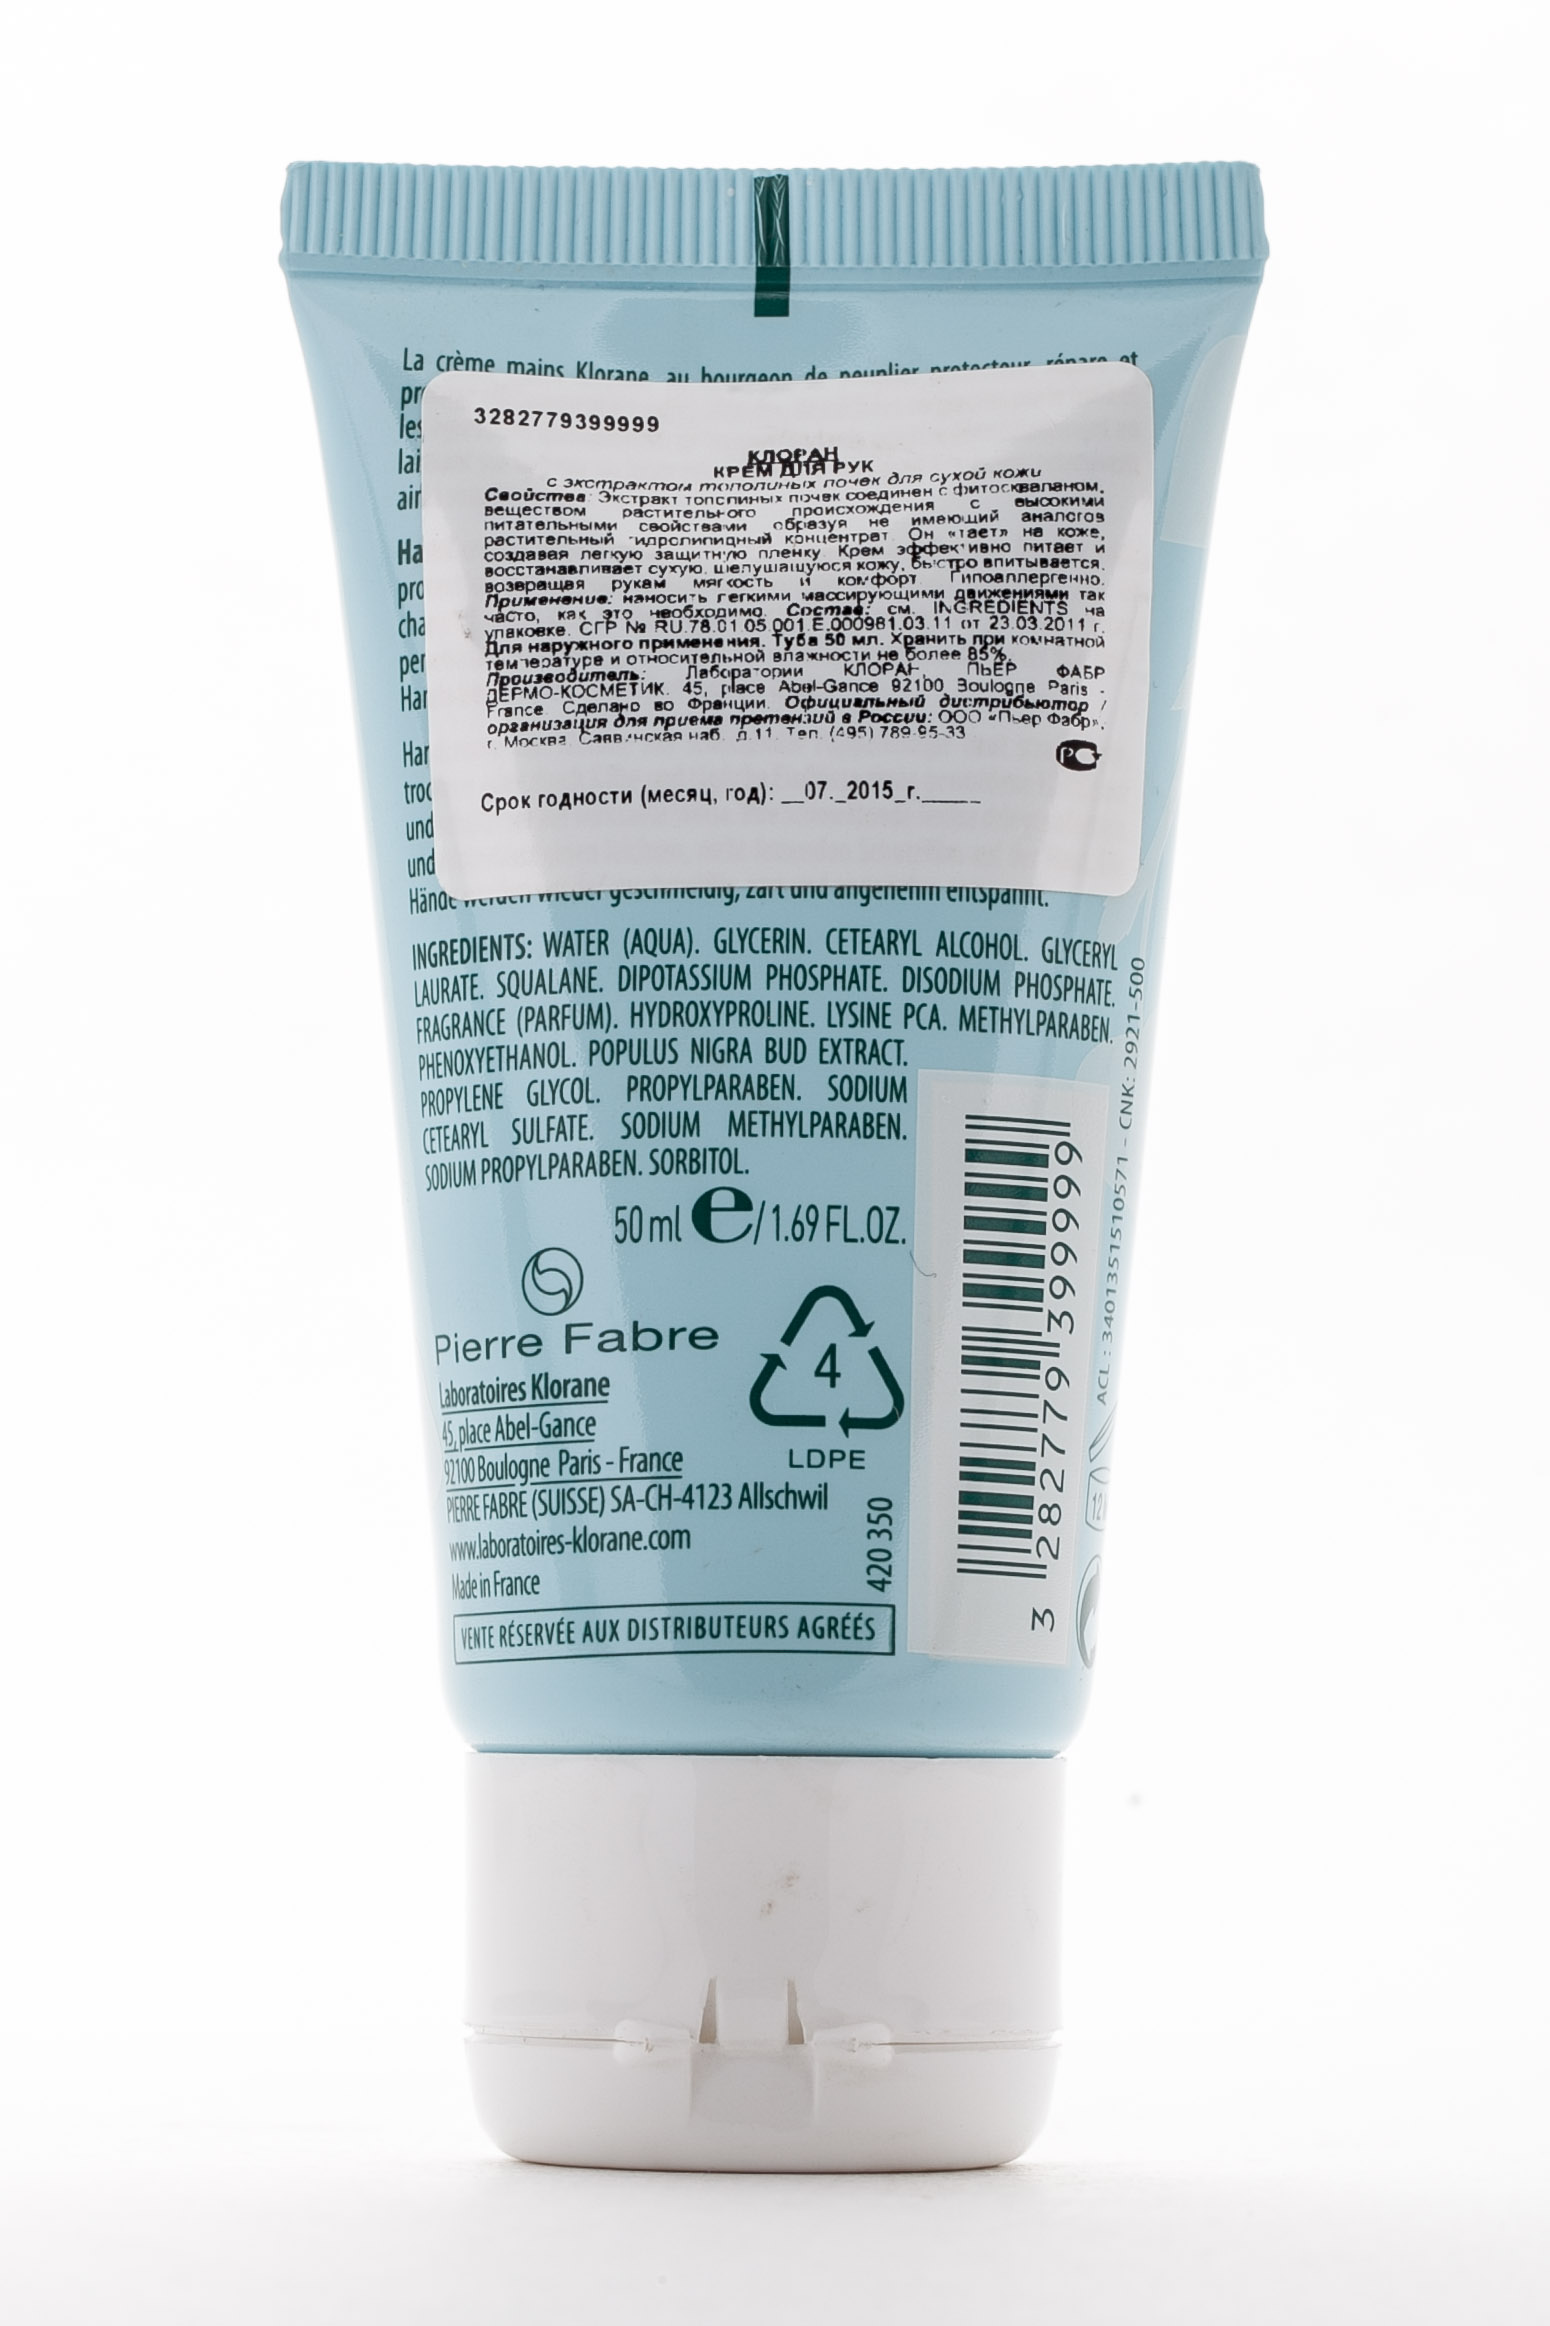 La crème mains Klorane, au bourgeon de peuplier protecteur, répare et
3282779399999
КЛОРАН
КРЕМ ДЛЯ РУК
с экстрактом тополиных почек для сухой кожи
Свойства: Экстракт тополиных почек соединен с фитоскваланом,
веществом растительного происхождения с высокими
питательными свойствами образуя не имеющий аналогов
растительный гидролипидный концентрат. Он «тает» на коже,
создавая легкую защитную пленку. Крем эффективно питает и
восстанавливает сухую, шелушащуюся кожу, быстро впитывается,
возвращая рукам мягкость и комфорт. Гипоаллергенно.
Применение: наносить легкими массирующими движениями так
часто, как это необходимо. Состав: см. INGREDIENTS на
упаковке. СГР № RU.78.01.05.001.E.000981.03.11 от 23.03.2011 г.
Для наружного применения. Туба 50 мл. Хранить при комнатной
температуре и относительной влажности не более 85%.
Производитель: Лаборатории КЛОРАН, ПЬЕР ФАБР
ДЕРМО-КОСМЕТИК. 45, place Abel-Gance 92100 Boulogne Paris -
France. Сделано во Франции. Официальный дистрибьютор /
организация для приема претензий в России: ООО «Пьер Фабр»,
г. Москва, Саввинская наб. д.11. Тел. (495) 789-95-33
РС
Срок годности (месяц, год): __07._2015_г._____
Hände werden wieder geschmeidig, zart und angenehm entspannt.
INGREDIENTS: WATER (AQUA). GLYCERIN. CETEARYL ALCOHOL. GLYCERYL
LAURATE. SQUALANE. DIPOTASSIUM PHOSPHATE. DISODIUM PHOSPHATE.
FRAGRANCE (PARFUM). HYDROXYPROLINE. LYSINE PCA. METHYLPARABEN.
PHENOXYETHANOL. POPULUS NIGRA BUD EXTRACT.
PROPYLENE GLYCOL. PROPYLPARABEN. SODIUM
CETEARYL SULFATE. SODIUM METHYLPARABEN.
SODIUM PROPYLPARABEN. SORBITOL.
50 ml e / 1.69 FL.OZ.
Pierre Fabre
Laboratoires Klorane
45, place Abel-Gance
92100 Boulogne Paris - France
PIERRE FABRE (SUISSE) SA-CH-4123 Allschwil
www.laboratoires-klorane.com
Made in France
VENTE RÉSERVÉE AUX DISTRIBUTEURS AGRÉÉS
4
LDPE
420 350
3 282779 399999
ACL : 3401351510571 - CNK: 2921-500
12